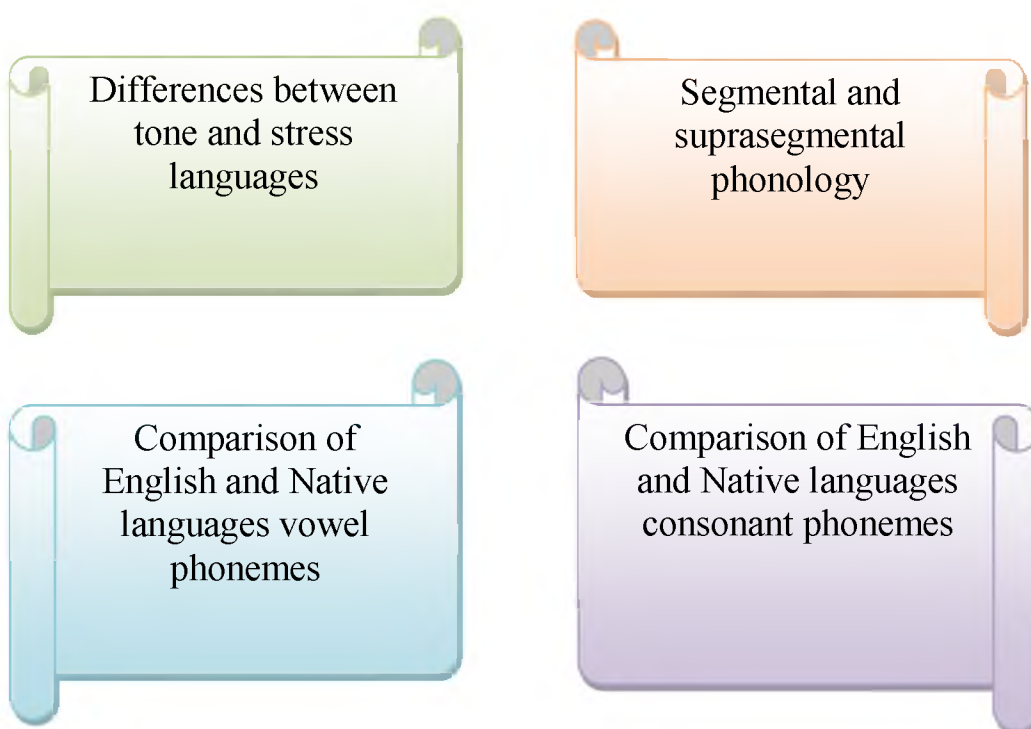 Differences between
tone and stress
languages
Segmental and
suprasegmental
phonology
Comparison of
English and Native
languages vowel
phonemes
Comparison of English
and Native languages
consonant phonemes